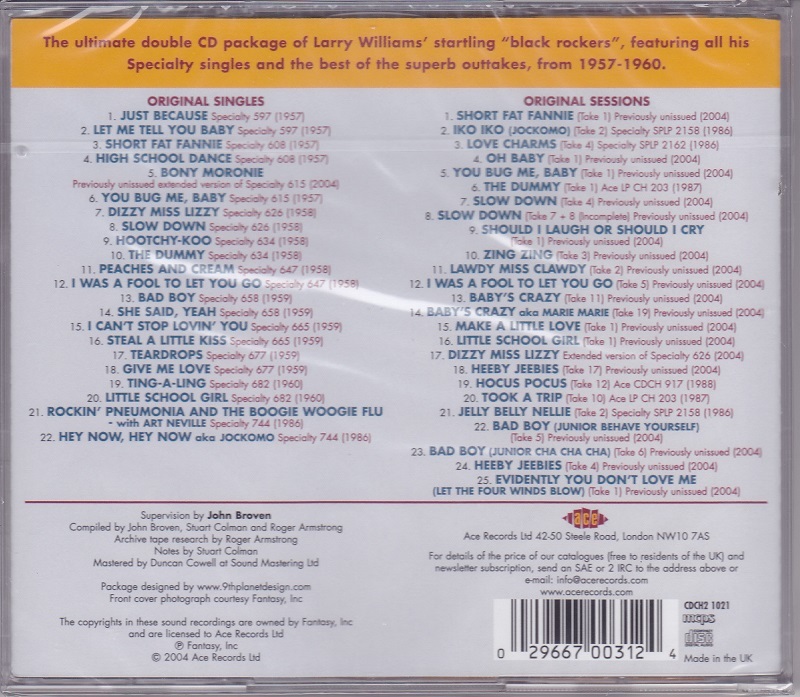 The ultimate double CD package of Larry Williams' startling "black rockers", featuring all his
Specialty singles and the best of the superb outtakes, from 1957-1960.
ORIGINAL SINGLES
1. JUST BECAUSE Specialty 597 (1957)
2. LET ME TELL YOU BABY Specialty 597 (1957)
3. SHORT FAT FANNIE Specialty 608 (1957)
4. HIGH SCHOOL DANCE Specialty 608 (1957)
5. BONY MORONIE
Previously unissued extended version of Specialty 615 (2004)
6. YOU BUG ME, BABY Specialty 615 (1957)
7. DIZZY MISS LIZZY Specialty 626 (1958)
8. SLOW DOWN Specialty 626 (1958)
9. HOOTCHY-KOO Specialty 634 (1958)
10. THE DUMMY Specialty 634 (1958)
11. PEACHES AND CREAM Specialty 647 (1958)
12. I WAS A FOOL TO LET YOU GO Specialty 647 (1958)
13. BAD BOY Specialty 658 (1959)
14. SHE SAID, YEAH Specialty 658 (1959)
15. I CAN'T STOP LOVIN' YOU Specialty 665 (1959)
16. STEAL A LITTLE KISS Specialty 665 (1959)
17. TEARDROPS Specialty 677 (1959)
18. GIVE ME LOVE Specialty 677 (1959)
19. TING-A-LING Specialty 682 (1960)
20. LITTLE SCHOOL GIRL Specialty 682 (1960)
21. ROCKIN' PNEUMONIA AND THE BOOGIE WOOGIE FLU
- with ART NEVILLE Specialty 744 (1986)
22. HEY NOW, HEY NOW aka JOCKOMO Specialty 744 (1986)
ORIGINAL SESSIONS
1. SHORT FAT FANNIE (Take 1) Previously unissued (2004)
2. IKO IKO (JOCKOMO) (Take 2) Specialty SPLP 2158 (1986)
3. LOVE CHARMS (Take 4) Specialty SPLP 2162 (1986)
4. OH BABY (Take 1) Previously unissued (2004)
5. YOU BUG ME, BABY (Take 1) Previously unissued (2004)
6. THE DUMMY (Take 1) Ace LP CH 203 (1987)
7. SLOW DOWN (Take 4) Previously unissued (2004)
8. SLOW DOWN (Take 7 + 8 (Incomplete) Previously unissued (2004)
9. SHOULD I LAUGH OR SHOULD I CRY
(Take 1) Previously unissued (2004)
10. ZING ZING (Take 3) Previously unissued (2004)
11. LAWDY MISS CLAWDY (Take 2) Previously unissued (2004)
12. I WAS A FOOL TO LET YOU GO (Take 5) Previously unissued (2004)
13. BABY'S CRAZY (Take 11) Previously unissued (2004)
14. BABY'S CRAZY aka MARIE MARIE (Take 19) Previously unissued (2004)
15. MAKE A LITTLE LOVE (Take 1) Previously unissued (2004)
16. LITTLE SCHOOL GIRL (Take 1) Previously unissued (2004)
17. DIZZY MISS LIZZY Extended version of Specialty 626 (2004)
18. HEEBY JEEBIES (Take 17) Previously unissued (2004)
19. HOCUS POCUS (Take 12) Ace CDCH 917 (1988)
20. TOOK A TRIP (Take 10) Ace LP CH 203 (1987)
21. JELLY BELLY NELLIE (Take 2) Specialty SPLP 2158 (1986)
22. BAD BOY (JUNIOR BEHAVE YOURSELF)
(Take 5) Previously unissued (2004)
23. BAD BOY (JUNIOR CHA CHA CHA) (Take 6) Previously unissued (2004)
24. HEEBY JEEBIES (Take 4) Previously unissued (2004)
25. EVIDENTLY YOU DON'T LOVE ME
(LET THE FOUR WINDS BLOW) (Take 1) Previously unissued (2004)
Supervision by John Broven
Compiled by John Broven, Stuart Colman and Roger Armstrong
Archive tape research by Roger Armstrong
Notes by Stuart Colman
Mastered by Duncan Cowell at Sound Mastering Ltd
Package designed by www.9thplanetdesign.com
Front cover photograph courtesy Fantasy, Inc
The copyrights in these sound recordings are owned by Fantasy, Inc
and are licensed to Ace Records Ltd
℗ Fantasy, Inc
© 2004 Ace Records Ltd
ace
Ace Records Ltd 42-50 Steele Road, London NW10 7AS
For details of the price of our catalogues (free to residents of the UK) and
newsletter subscription, send an SAE or 2 IRC to the address above or
e-mail: info@acerecords.com
www.acerecords.com
0 29667 00312 4
CDCH2 1021
mcps
COMPACT disc DIGITAL AUDIO
Made in the UK